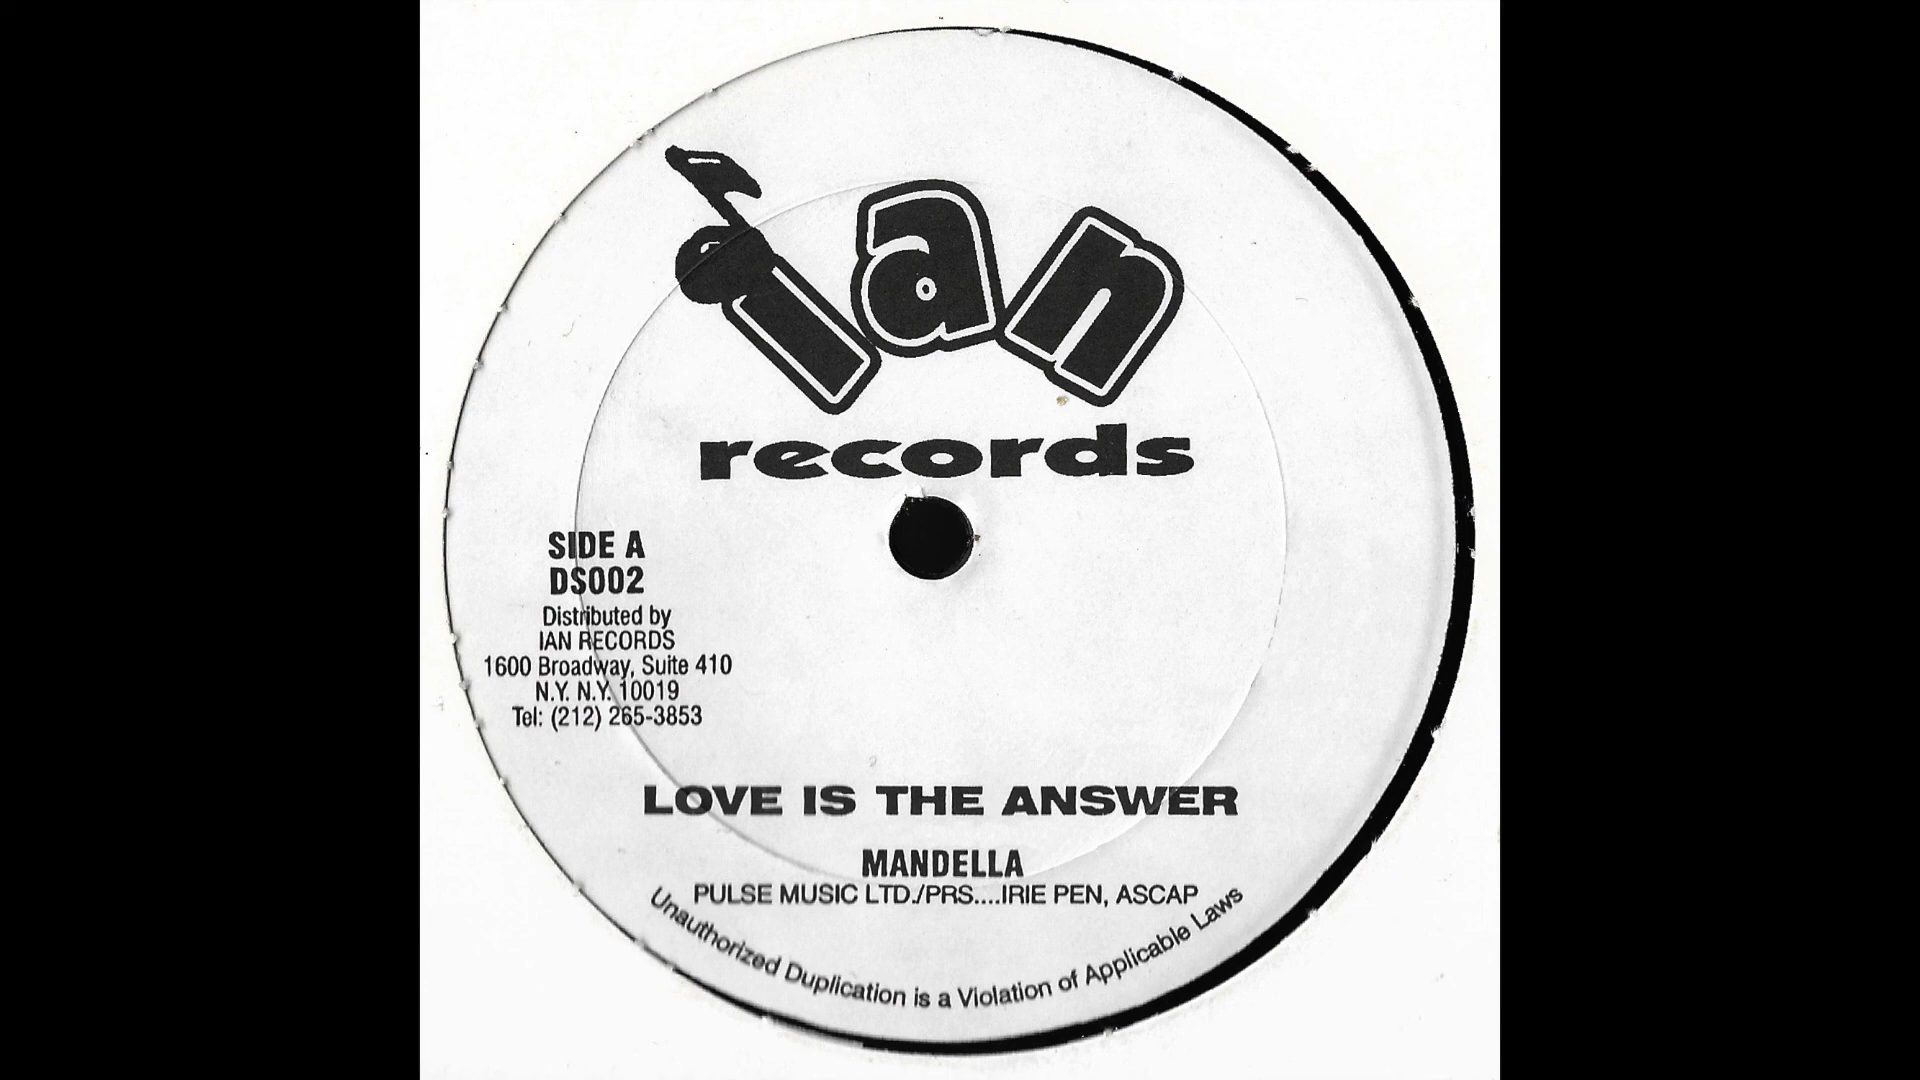 ian
records
SIDE A
DS002
Distributed by
IAN RECORDS
1600 Broadway, Suite 410
N.Y. N.Y. 10019
Tel: (212) 265-3853
LOVE IS THE ANSWER
MANDELLA
PULSE MUSIC LTD./PRS....IRIE PEN, ASCAP
Unauthorized Duplication is a Violation of Applicable Laws